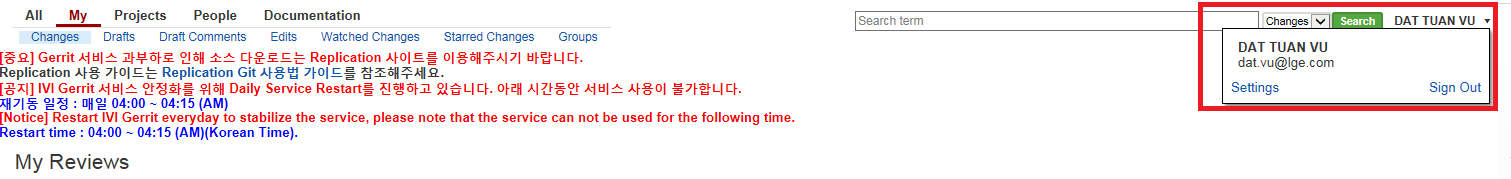 All My Projects People Documentation
Search term Changes Search DAT TUAN VU
Changes Drafts Draft Comments Edits Watched Changes Starred Changes Groups
DAT TUAN VU
dat.vu@lge.com
Settings Sign Out
[중요] Gerrit 서비스 과부하로 인해 소스 다운로드는 Replication 사이트를 이용해주시기 바랍니다.
Replication 사용 가이드는 Replication Git 사용법 가이드를 참조해주세요.
[공지] IVI Gerrit 서비스 안정화를 위해 Daily Service Restart를 진행하고 있습니다. 아래 시간동안 서비스 사용이 불가합니다.
재기동 일정 : 매일 04:00 ~ 04:15 (AM)
[Notice] Restart IVI Gerrit everyday to stabilize the service, please note that the service can not be used for the following time.
Restart time : 04:00 ~ 04:15 (AM)(Korean Time).
My Reviews